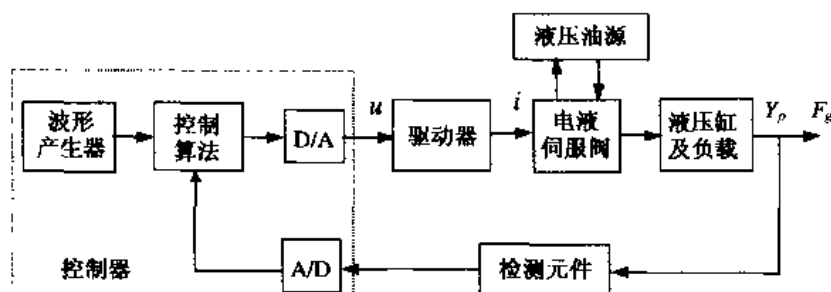 液压油源
波形
产生器
控制
算法
D/A
u
驱动器
i
电液
伺服阀
液压缸
及负载
Y_p
F_g
控制器
A/D
检测元件